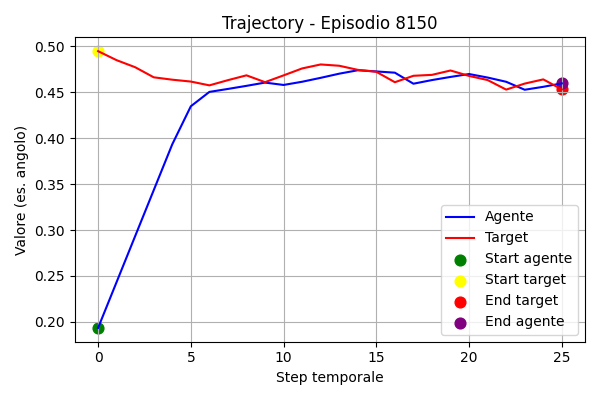 Trajectory - Episodio 8150
Valore (es. angolo)
0.50
0.45
0.40
0.35
0.30
0.25
0.20
0
5
10
15
20
25
Step temporale
Agente
Target
Start agente
Start target
End target
End agente